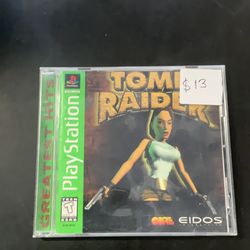 GREATEST HITS
PlayStation
TOMB
RAIDER
$13
EIDOS